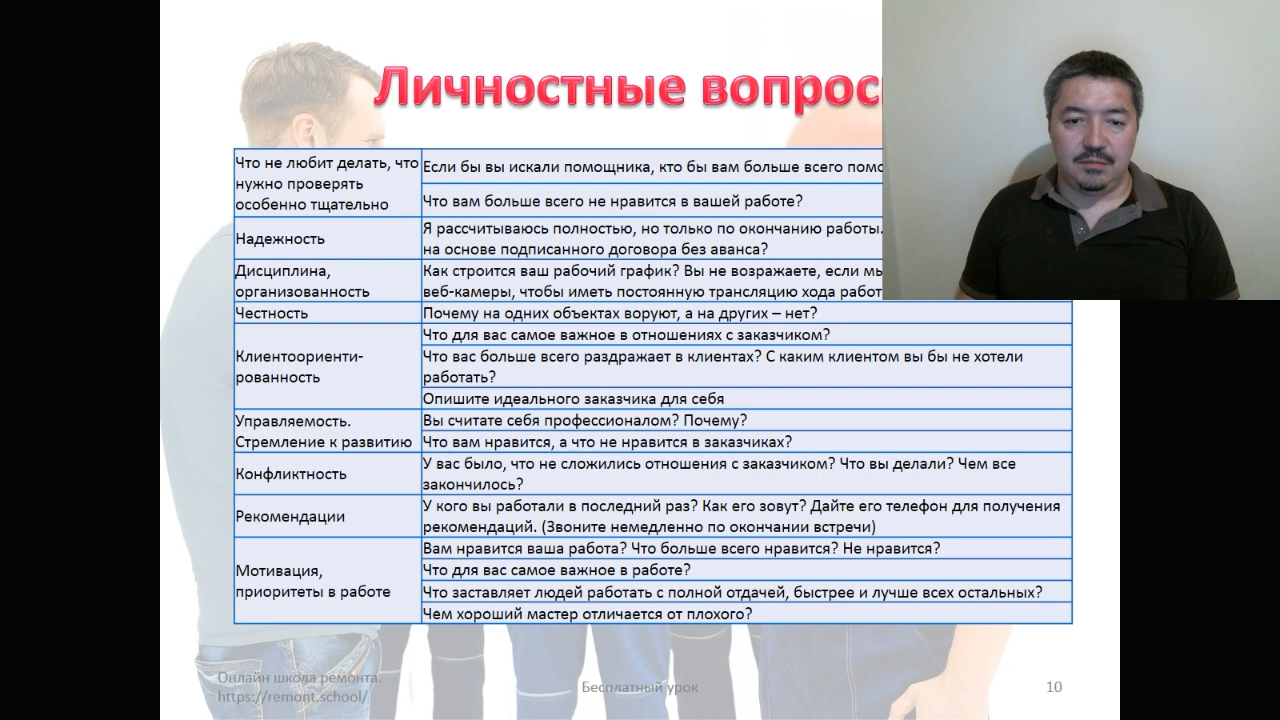 Личностные вопрос
Что не любит делать, что
нужно проверять
особенно тщательно
Если бы вы искали помощника, кто бы вам больше всего помо
Что вам больше всего не нравится в вашей работе?
Надежность
Я рассчитываюсь полностью, но только по окончанию работы.
на основе подписанного договора без аванса?
Дисциплина,
организованность
Как строится ваш рабочий график? Вы не возражаете, если мы
веб-камеры, чтобы иметь постоянную трансляцию хода работ
Честность
Почему на одних объектах воруют, а на других – нет?
Клиентоориенти-
рованность
Что для вас самое важное в отношениях с заказчиком?
Что вас больше всего раздражает в клиентах? С каким клиентом вы бы не хотели
работать?
Опишите идеального заказчика для себя
Управляемость.
Стремление к развитию
Вы считате себя профессионалом? Почему?
Что вам нравится, а что не нравится в заказчиках?
Конфликтность
У вас было, что не сложились отношения с заказчиком? Что вы делали? Чем все
закончилось?
Рекомендации
У кого вы работали в последний раз? Как его зовут? Дайте его телефон для получения
рекомендаций. (Звоните немедленно по окончании встречи)
Мотивация,
приоритеты в работе
Вам нравится ваша работа? Что больше всего нравится? Не нравится?
Что для вас самое важное в работе?
Что заставляет людей работать с полной отдачей, быстрее и лучше всех остальных?
Чем хороший мастер отличается от плохого?
Онлайн школа ремонта.
https://remont.school/
Бесплатный урок
10